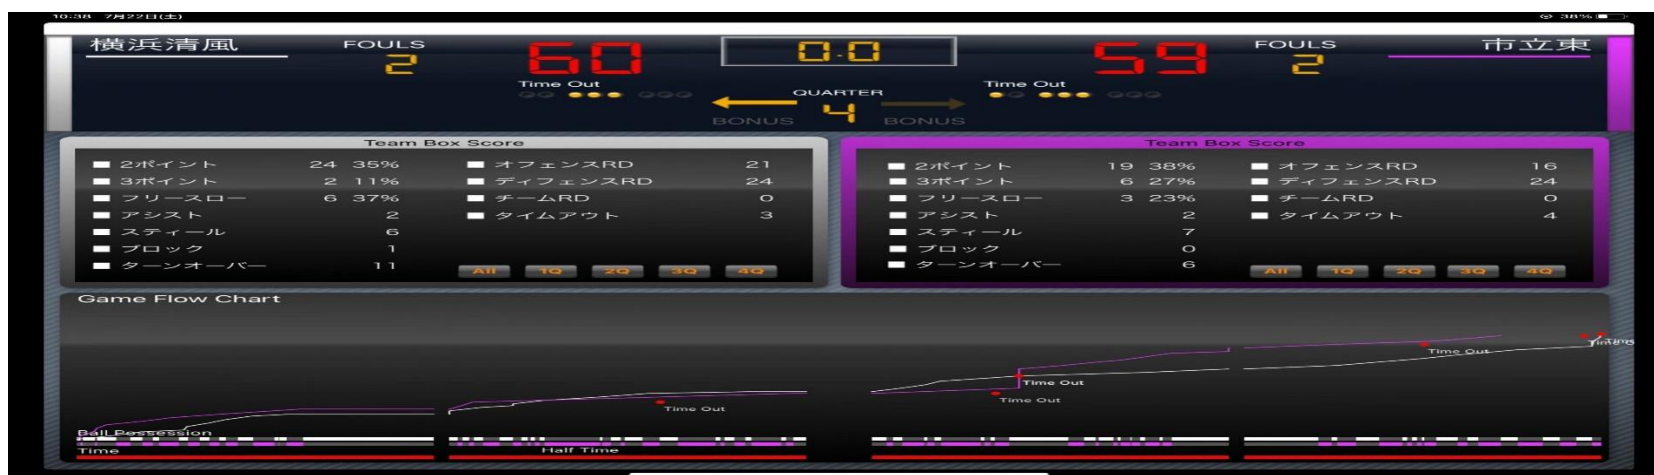 10:38 7月22日(土)
38%
横浜清風 FOULS 60 0.0 59 FOULS 市立東
2 2
Time Out Time Out
QUARTER
4
BONUS BONUS
Team Box Score
2ポイント 24 35% オフェンスRD 21
3ポイント 2 11% ディフェンスRD 24
フリースロー 6 37% チームRD 0
アシスト 2 タイムアウト 3
スティール 6
ブロック 1
ターンオーバー 11
All 1Q 2Q 3Q 4Q
Team Box Score
2ポイント 19 38% オフェンスRD 16
3ポイント 6 27% ディフェンスRD 24
フリースロー 3 23% チームRD 0
アシスト 2 タイムアウト 4
スティール 7
ブロック 0
ターンオーバー 6
All 1Q 2Q 3Q 4Q
Game Flow Chart
Time Out
Time Out
Time Out
Time Out
Ball Possession
Time
Half Time